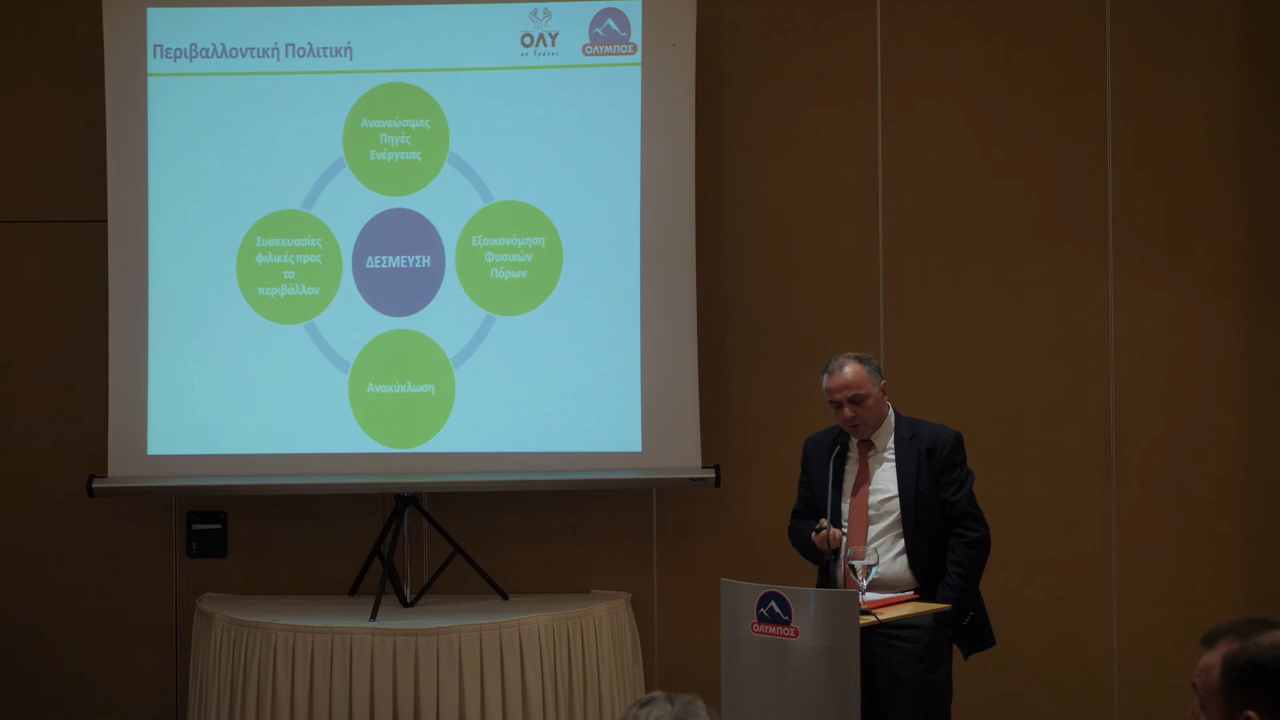 Περιβαλλοντική Πολιτική
ΟΛΥ
ΟΛΥΜΠΟΣ
Ανανεώσιμες
Πηγές
Ενέργειας
Συσκευασίες
φιλικές προς
το
περιβάλλον
ΔΕΣΜΕΥΣΗ
Εξοικονόμηση
Φυσικών
Πόρων
Ανακύκλωση
ΟΛΥΜΠΟΣ